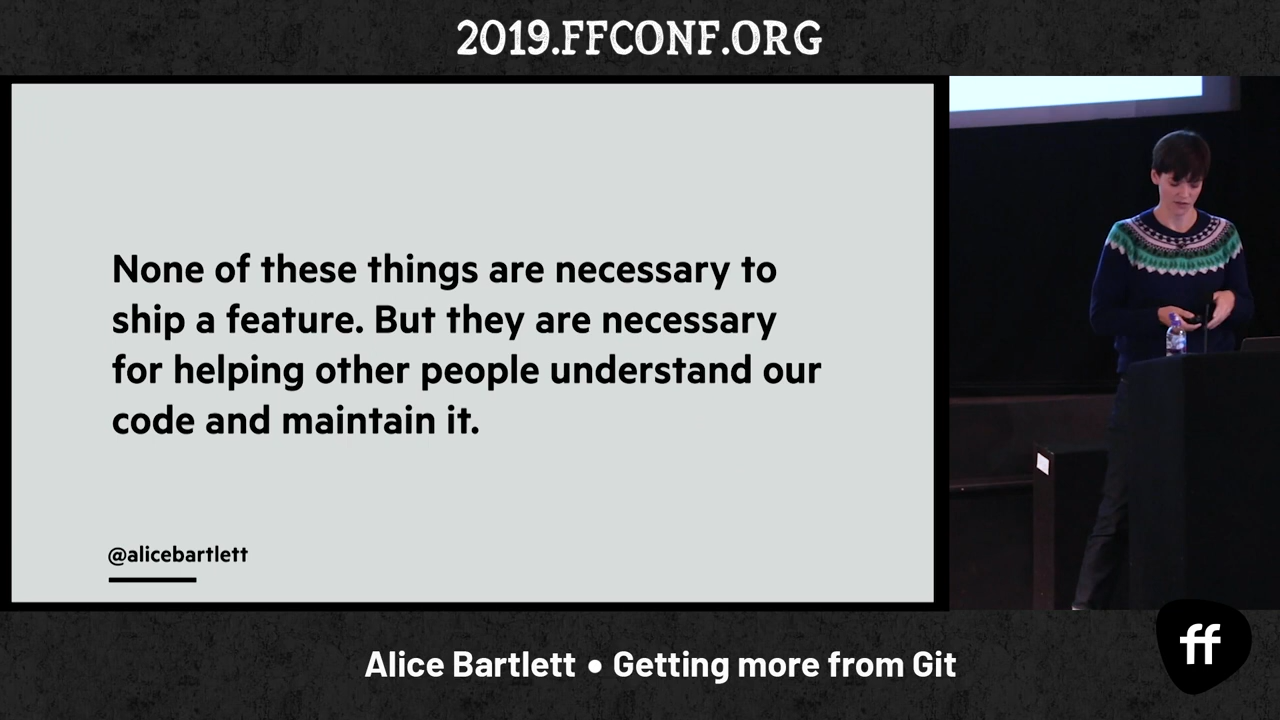 2019.FFCONF.ORG
None of these things are necessary to
ship a feature. But they are necessary
for helping other people understand our
code and maintain it.
@alicebartlett
Alice Bartlett • Getting more from Git
ff